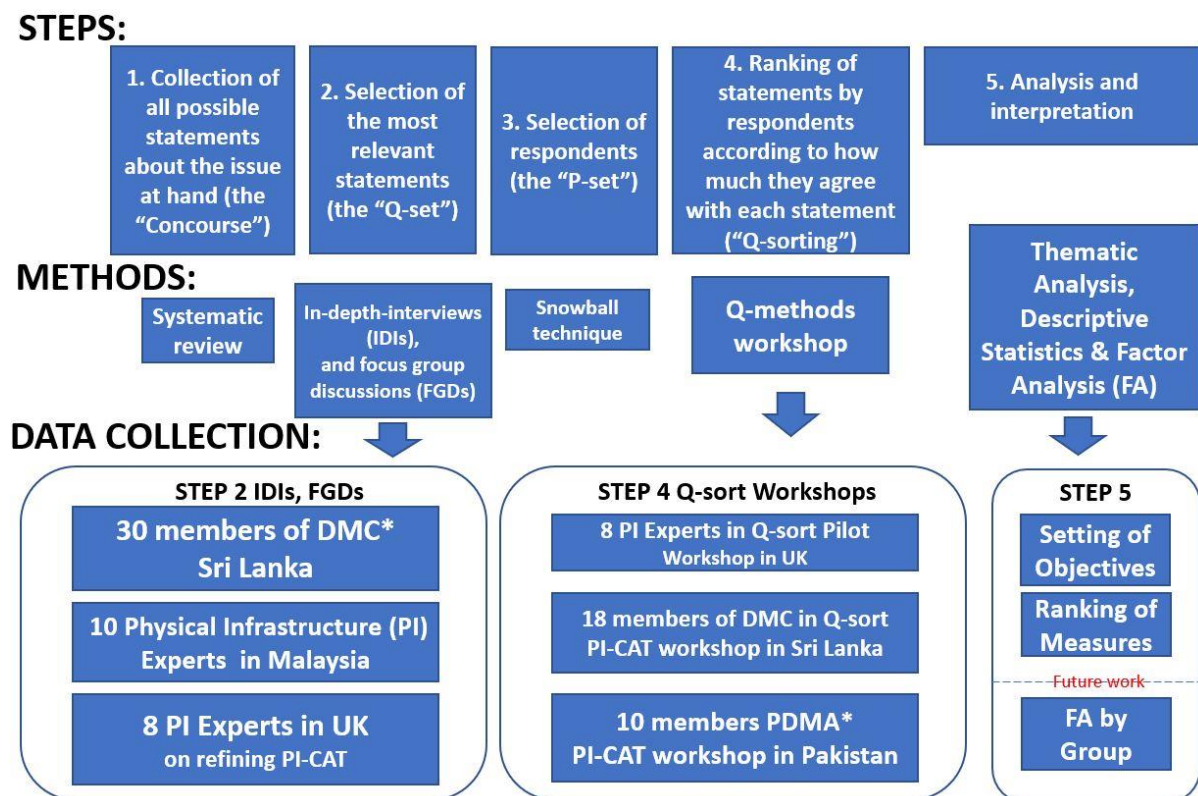 STEPS:
1. Collection of
all possible
statements
about the issue
at hand (the
“Concourse”)
2. Selection of
the most
relevant
statements
(the “Q-set”)
3. Selection of
respondents
(the “P-set”)
4. Ranking of
statements by
respondents
according to how
much they agree
with each statement
(“Q-sorting”)
5. Analysis and
interpretation
METHODS:
Systematic
review
In-depth-interviews
(IDIs),
and focus group
discussions (FGDs)
Snowball
technique
Q-methods
workshop
Thematic
Analysis,
Descriptive
Statistics & Factor
Analysis (FA)
DATA COLLECTION:
STEP 2 IDIs, FGDs
30 members of DMC*
Sri Lanka
10 Physical Infrastructure (PI)
Experts in Malaysia
8 PI Experts in UK
on refining PI-CAT
STEP 4 Q-sort Workshops
8 PI Experts in Q-sort Pilot
Workshop in UK
18 members of DMC in Q-sort
PI-CAT workshop in Sri Lanka
10 members PDMA*
PI-CAT workshop in Pakistan
STEP 5
Setting of
Objectives
Ranking of
Measures
Future work
FA by
Group